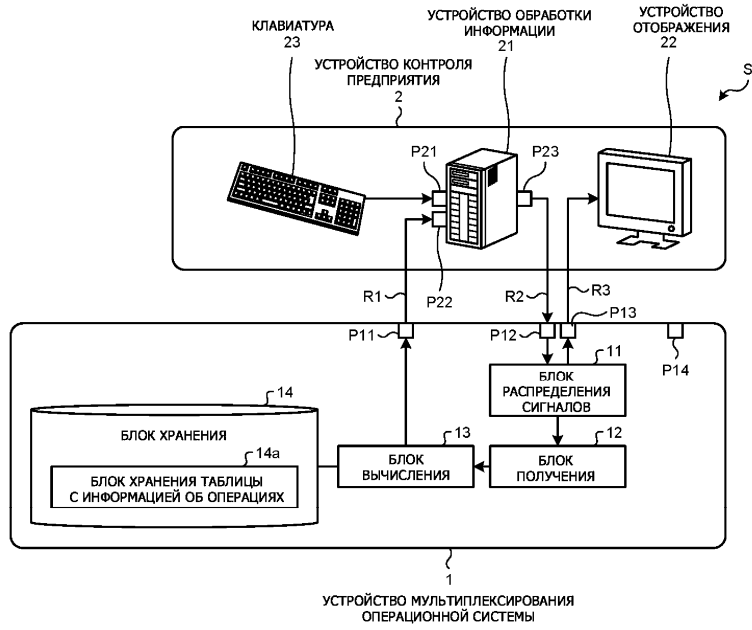 КЛАВИАТУРА
23
УСТРОЙСТВО ОБРАБОТКИ
ИНФОРМАЦИИ
21
УСТРОЙСТВО
ОТОБРАЖЕНИЯ
22
УСТРОЙСТВО КОНТРОЛЯ
ПРЕДПРИЯТИЯ
2
S
P21
P23
P22
R1
R2
R3
P11
P12
P13
P14
11
БЛОК
РАСПРЕДЕЛЕНИЯ
СИГНАЛОВ
14
БЛОК ХРАНЕНИЯ
14a
БЛОК ХРАНЕНИЯ ТАБЛИЦЫ
С ИНФОРМАЦИЕЙ ОБ ОПЕРАЦИЯХ
13
БЛОК
ВЫЧИСЛЕНИЯ
12
БЛОК
ПОЛУЧЕНИЯ
1
УСТРОЙСТВО МУЛЬТИПЛЕКСИРОВАНИЯ
ОПЕРАЦИОННОЙ СИСТЕМЫ